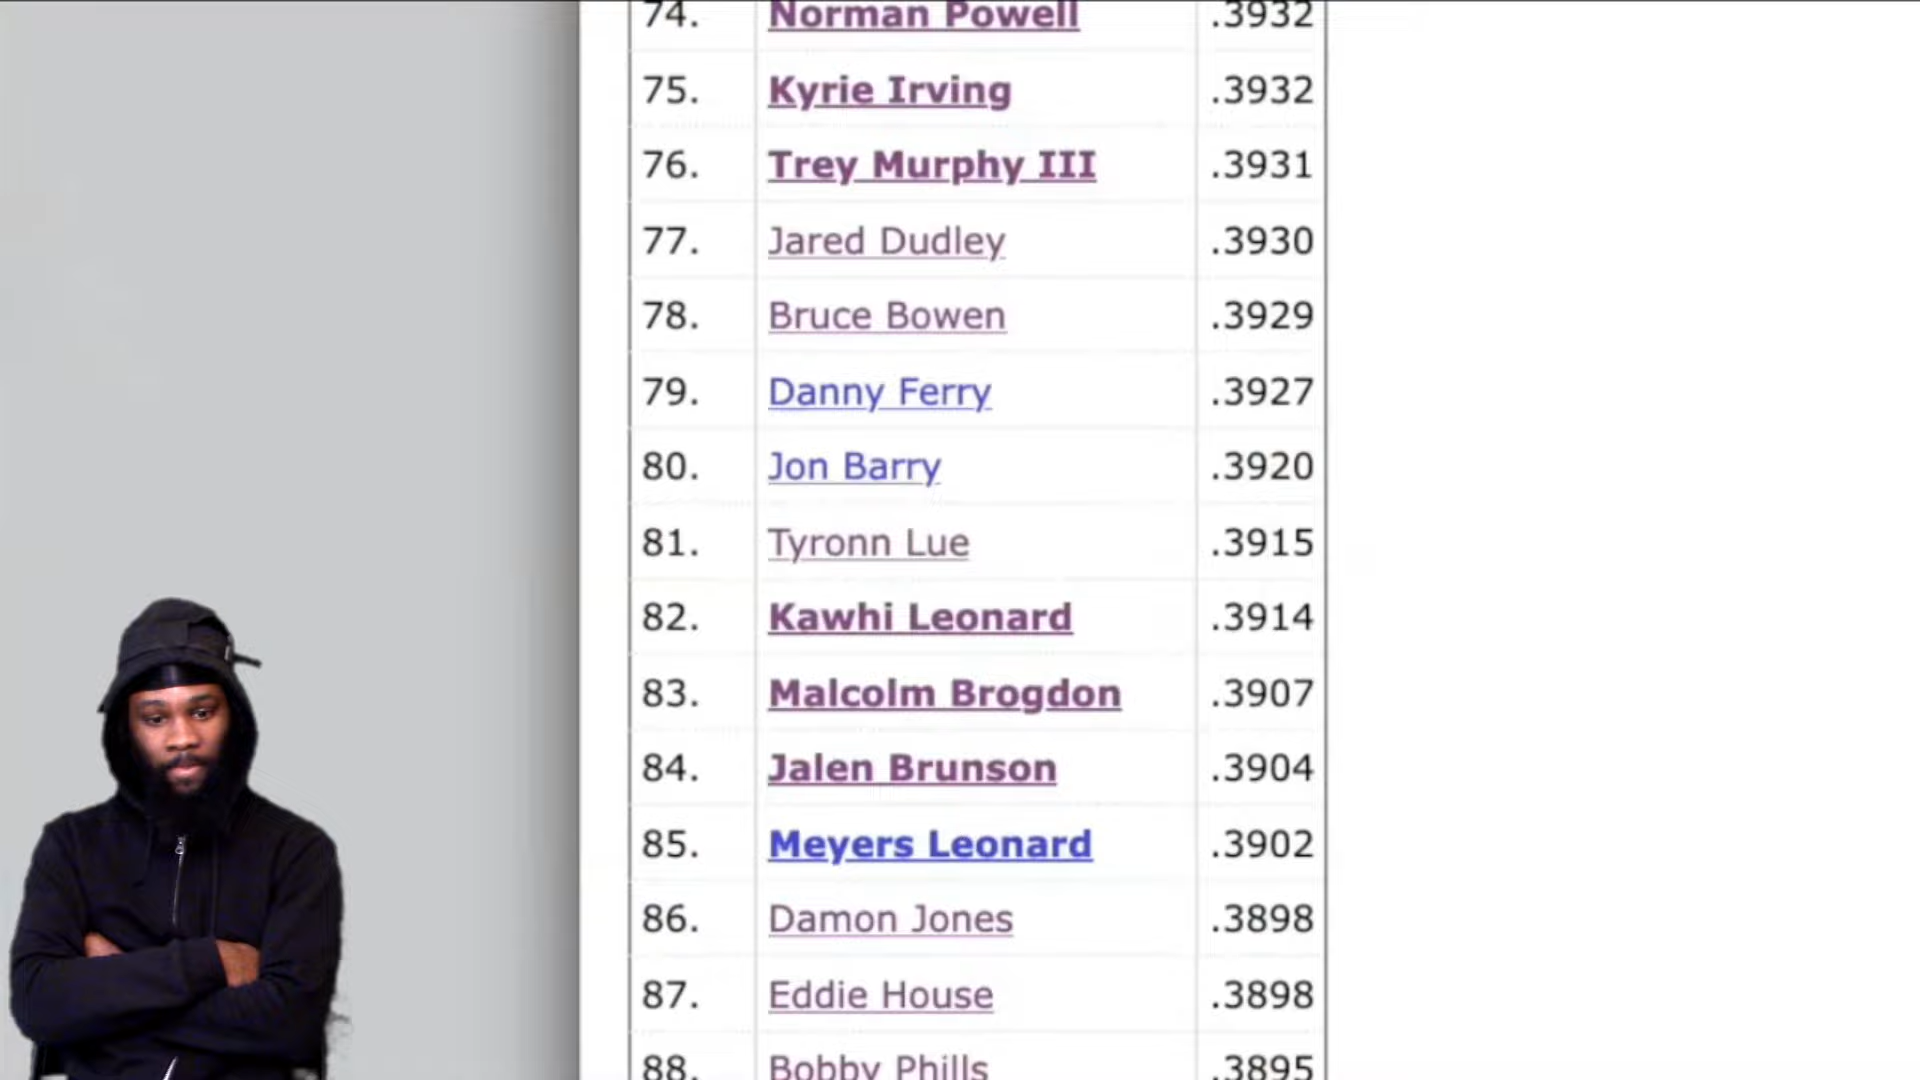 74. Norman Powell .3932
75. Kyrie Irving .3932
76. Trey Murphy III .3931
77. Jared Dudley .3930
78. Bruce Bowen .3929
79. Danny Ferry .3927
80. Jon Barry .3920
81. Tyronn Lue .3915
82. Kawhi Leonard .3914
83. Malcolm Brogdon .3907
84. Jalen Brunson .3904
85. Meyers Leonard .3902
86. Damon Jones .3898
87. Eddie House .3898
88. Bobby Phills .3895